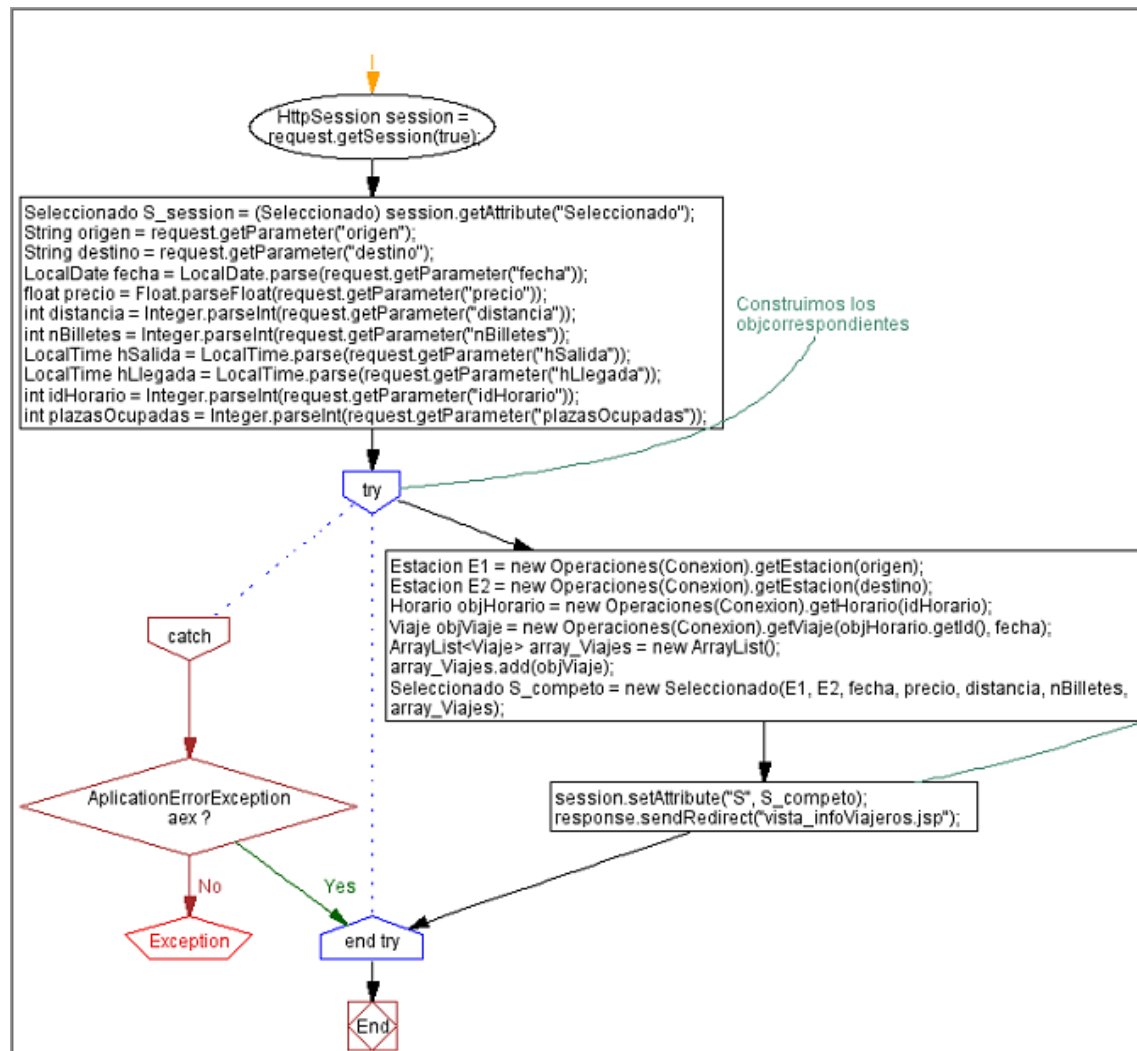 HttpSession session =
request.getSession(true);
Seleccionado S_session = (Seleccionado) session.getAttribute("Seleccionado");
String origen = request.getParameter("origen");
String destino = request.getParameter("destino");
LocalDate fecha = LocalDate.parse(request.getParameter("fecha"));
float precio = Float.parseFloat(request.getParameter("precio"));
int distancia = Integer.parseInt(request.getParameter("distancia"));
int nBilletes = Integer.parseInt(request.getParameter("nBilletes"));
LocalTime hSalida = LocalTime.parse(request.getParameter("hSalida"));
LocalTime hLlegada = LocalTime.parse(request.getParameter("hLlegada"));
int idHorario = Integer.parseInt(request.getParameter("idHorario"));
int plazasOcupadas = Integer.parseInt(request.getParameter("plazasOcupadas"));
Construimos los
objcorrespondientes
try
Estacion E1 = new Operaciones(Conexion).getEstacion(origen);
Estacion E2 = new Operaciones(Conexion).getEstacion(destino);
Horario objHorario = new Operaciones(Conexion).getHorario(idHorario);
Viaje objViaje = new Operaciones(Conexion).getViaje(objHorario.getId(), fecha);
ArrayList<Viaje> array_Viajes = new ArrayList();
array_Viajes.add(objViaje);
Seleccionado S_competo = new Seleccionado(E1, E2, fecha, precio, distancia, nBilletes,
array_Viajes);
catch
AplicationErrorException
aex ?
session.setAttribute("S", S_competo);
response.sendRedirect("vista_infoViajeros.jsp");
No
Yes
Exception
end try
End